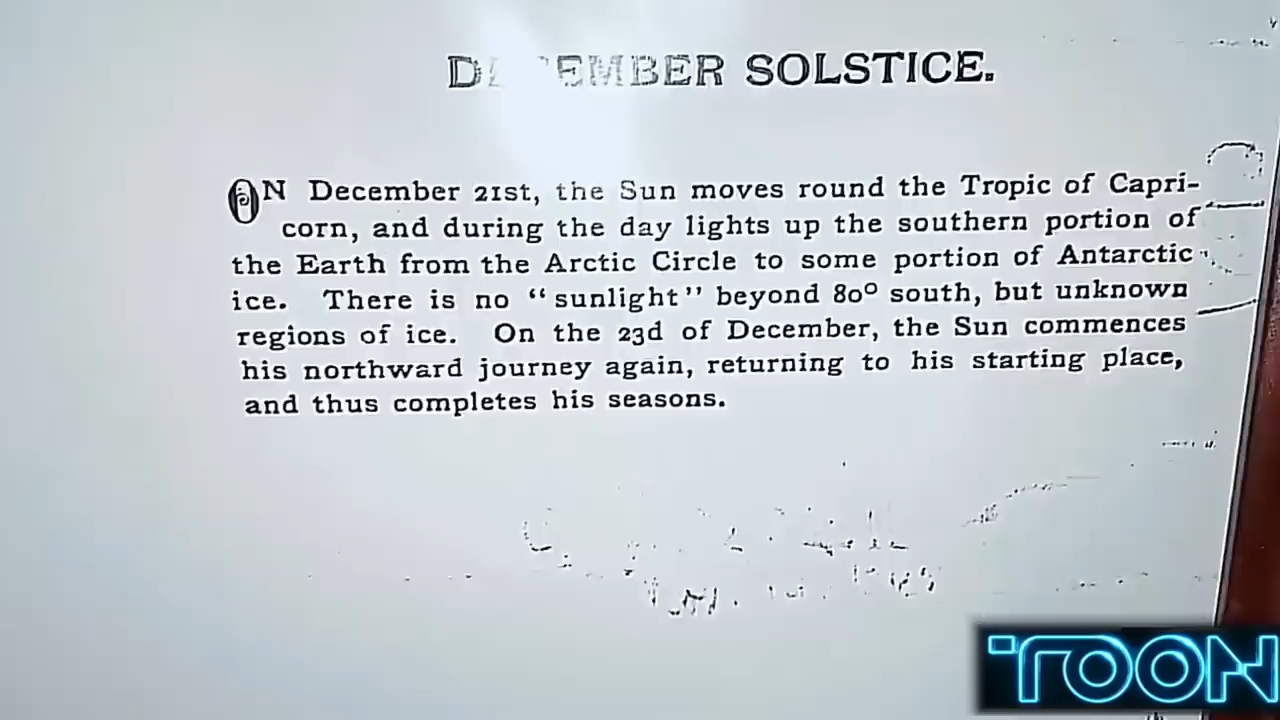 DECEMBER SOLSTICE.
ON December 21st, the Sun moves round the Tropic of Capri-
corn, and during the day lights up the southern portion of
the Earth from the Arctic Circle to some portion of Antarctic
ice. There is no “sunlight” beyond 80° south, but unknown
regions of ice. On the 23d of December, the Sun commences
his northward journey again, returning to his starting place,
and thus completes his seasons.
TOON